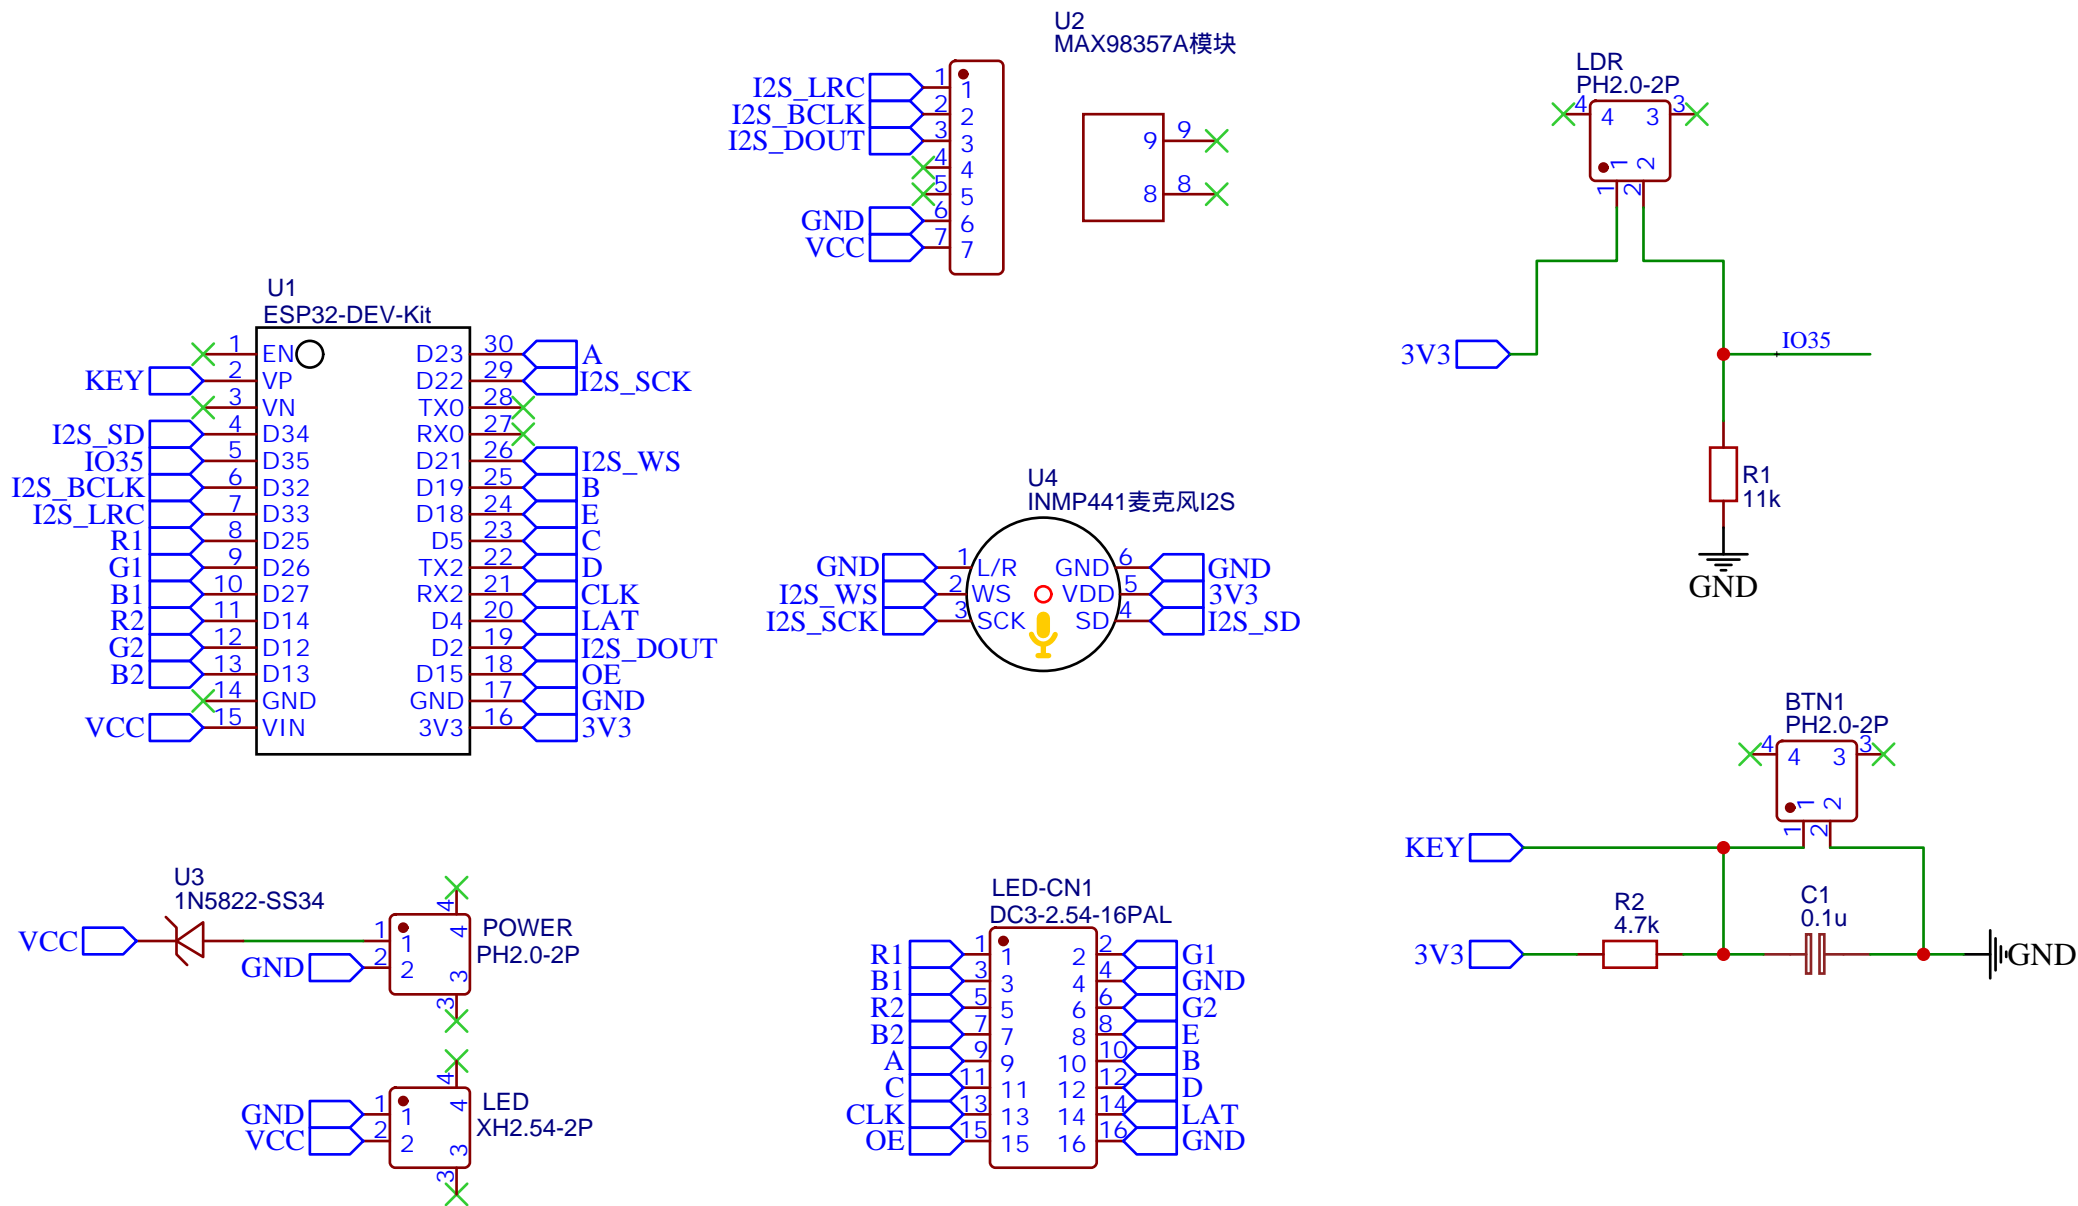 U2
MAX98357A模块
I2S_LRC 1 1
I2S_BCLK 2 2
I2S_DOUT 3 3
4 4
5 5
GND 6 6
VCC 7 7
9 9
8 8
LDR
PH2.0-2P
4 4 3 3
1 2
1 2
3V3
IO35
R1
11k
GND
U1
ESP32-DEV-Kit
1 EN D23 30 A
KEY 2 VP D22 29 I2S_SCK
3 VN TX0 28
I2S_SD 4 D34 RX0 27
IO35 5 D35 D21 26 I2S_WS
I2S_BCLK 6 D32 D19 25 B
I2S_LRC 7 D33 D18 24 E
R1 8 D25 D5 23 C
G1 9 D26 TX2 22 D
B1 10 D27 RX2 21 CLK
R2 11 D14 D4 20 LAT
G2 12 D12 D2 19 I2S_DOUT
B2 13 D13 D15 18 OE
14 GND GND 17 GND
VCC 15 VIN 3V3 16 3V3
U4
INMP441麦克风I2S
GND 1 L/R GND 6 GND
I2S_WS 2 WS VDD 5 3V3
I2S_SCK 3 SCK SD 4 I2S_SD
BTN1
PH2.0-2P
4 4 3 3
1 2
1 2
KEY
R2
4.7k
C1
0.1u
3V3
GND
U3
1N5822-SS34
VCC
POWER
PH2.0-2P
4 4
1 1
GND 2 2
3 3
LED
XH2.54-2P
4 4
GND 1 1
VCC 2 2
3 3
LED-CN1
DC3-2.54-16PAL
R1 1 1 2 2 G1
B1 3 3 4 4 GND
R2 5 5 6 6 G2
B2 7 7 8 8 E
A 9 9 10 10 B
C 11 11 12 12 D
CLK 13 13 14 14 LAT
OE 15 15 16 16 GND